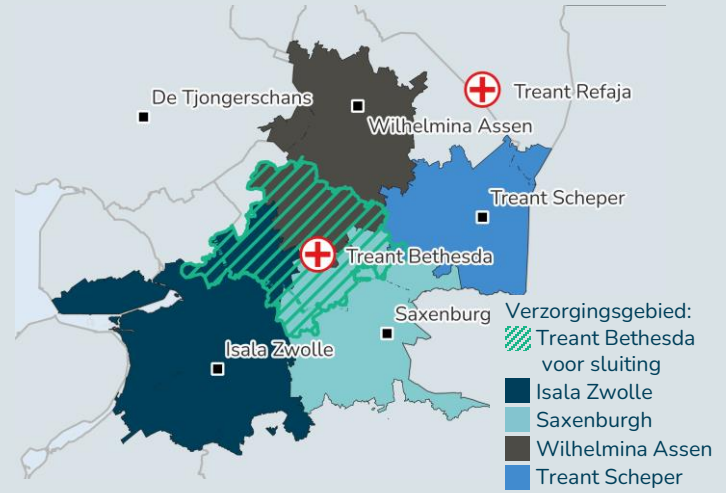 De Tjongerschans
Treant Refaja
Wilhelmina Assen
Treant Scheper
Treant Bethesda
Saxenburg
Isala Zwolle
Verzorgingsgebied:
Treant Bethesda
voor sluiting
Isala Zwolle
Saxenburgh
Wilhelmina Assen
Treant Scheper